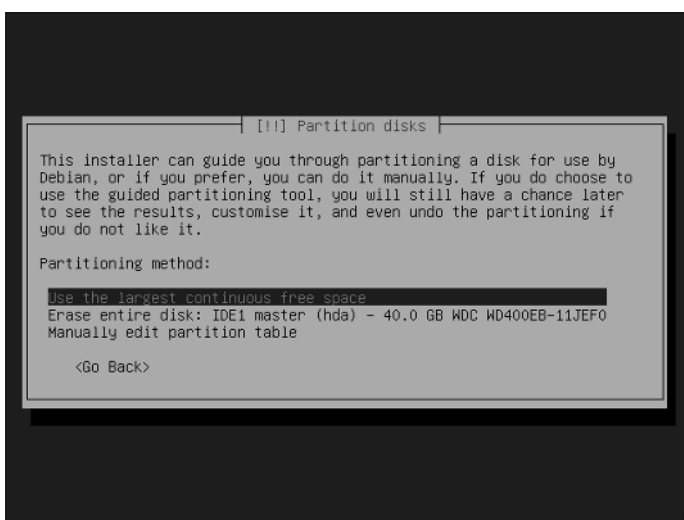 [!!] Partition disks
This installer can guide you through partitioning a disk for use by
Debian, or if you prefer, you can do it manually. If you do choose to
use the guided partitioning tool, you will still have a chance later
to see the results, customise it, and even undo the partitioning if
you do not like it.
Partitioning method:
Use the largest continuous free space
Erase entire disk: IDE1 master (hda) - 40.0 GB WDC WD400EB-11JEF0
Manually edit partition table
<Go Back>